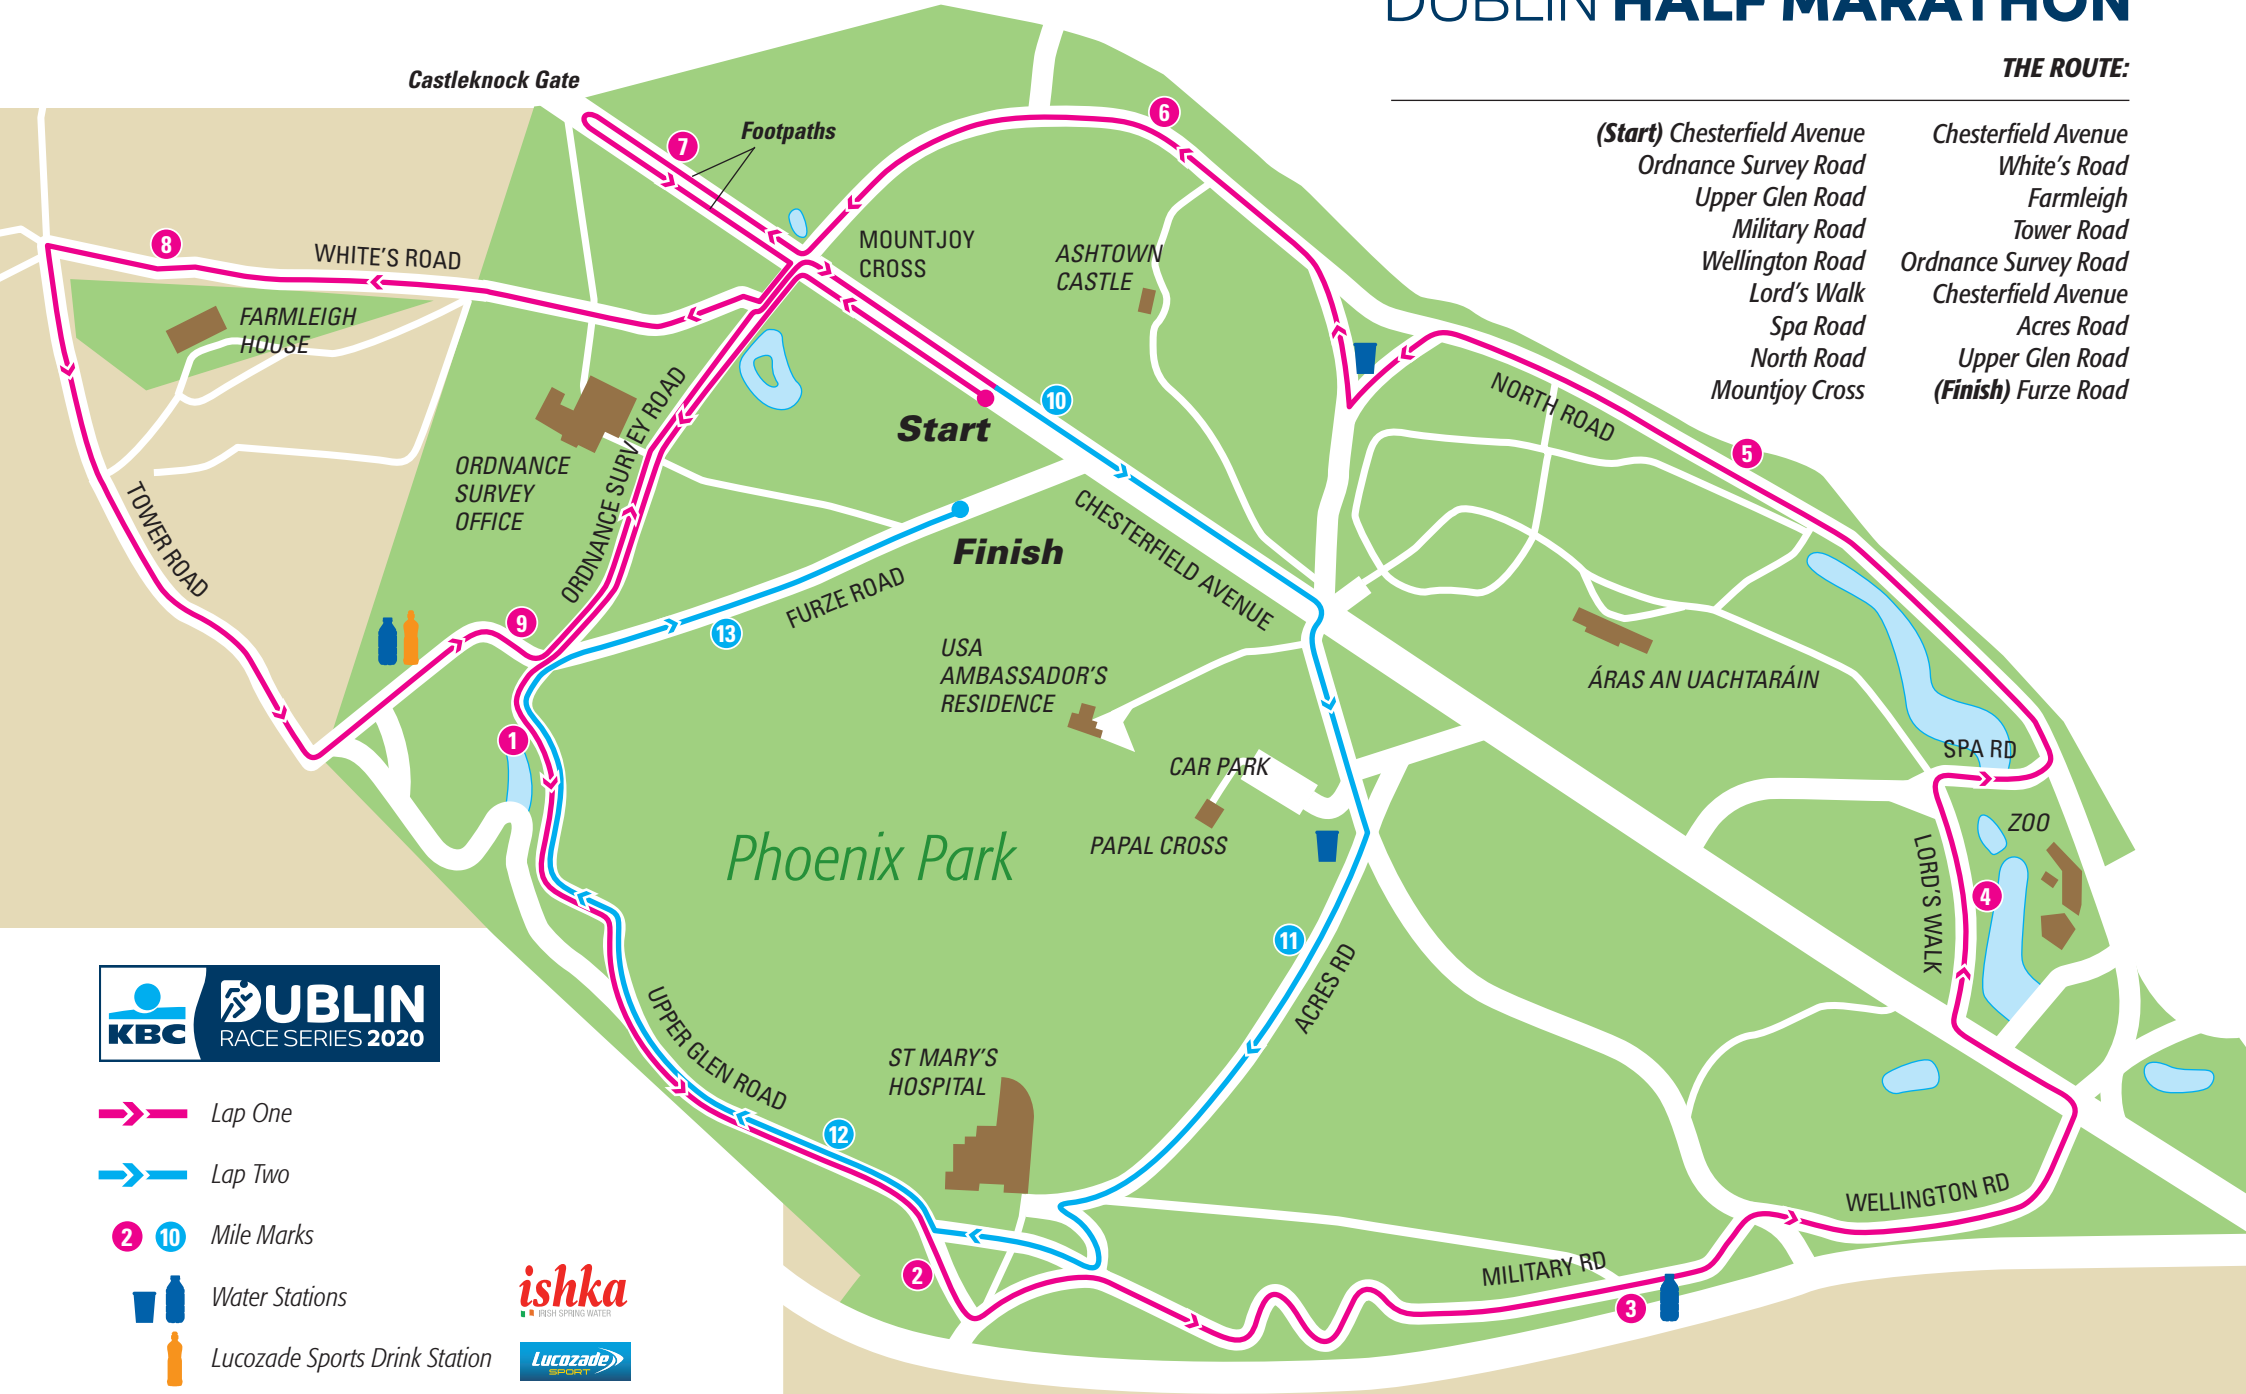 DUBLIN HALF MARATHON
THE ROUTE:
(Start) Chesterfield Avenue
Ordnance Survey Road
Upper Glen Road
Military Road
Wellington Road
Lord's Walk
Spa Road
North Road
Mountjoy Cross
Chesterfield Avenue
White's Road
Farmleigh
Tower Road
Ordnance Survey Road
Chesterfield Avenue
Acres Road
Upper Glen Road
(Finish) Furze Road
Castleknock Gate
Footpaths
7
6
8
WHITE'S ROAD
MOUNTJOY
CROSS
ASHTOWN
CASTLE
FARMLEIGH
HOUSE
Start
10
NORTH ROAD
5
ORDNANCE
SURVEY
OFFICE
ORDNANCE SURVEY ROAD
TOWER ROAD
Finish
CHESTERFIELD AVENUE
FURZE ROAD
9
13
USA
AMBASSADOR'S
RESIDENCE
ÁRAS AN UACHTARÁIN
1
SPA RD
CAR PARK
PAPAL CROSS
ZOO
Phoenix Park
LORD'S WALK
4
11
ACRES RD
UPPER GLEN ROAD
ST MARY'S
HOSPITAL
12
WELLINGTON RD
2
MILITARY RD
3
KBC
DUBLIN
RACE SERIES 2020
Lap One
Lap Two
2 10 Mile Marks
Water Stations
ishka
IRISH SPRING WATER
Lucozade Sports Drink Station
Lucozade
SPORT